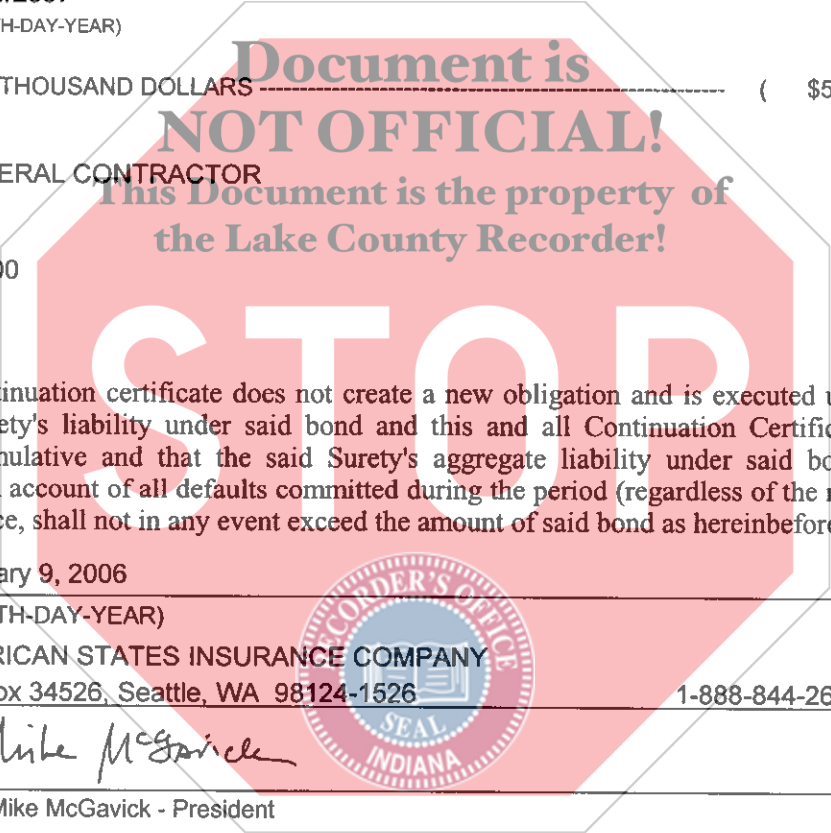 TH-DAY-YEAR)
Document is
THOUSAND DOLLARS ---------------------------------------- ( $5
NOT OFFICIAL!
ERAL CONTRACTOR
This Document is the property of
the Lake County Recorder!
00
STOP
tinuation certificate does not create a new obligation and is executed
ety's liability under said bond and this and all Continuation
mulative and that the said Surety's aggregate liability under said
account of all defaults committed during the period (regardless of the
ce, shall not in any event exceed the amount of said bond as hereinbefore
ary 9, 2006
TH-DAY-YEAR)
RICAN STATES INSURANCE COMPANY
ox 34526, Seattle, WA 98124-1526 1-888-844-26
RECORDER'S OFFICE
SEAL
INDIANA
Mike McGavick
Mike McGavick - President